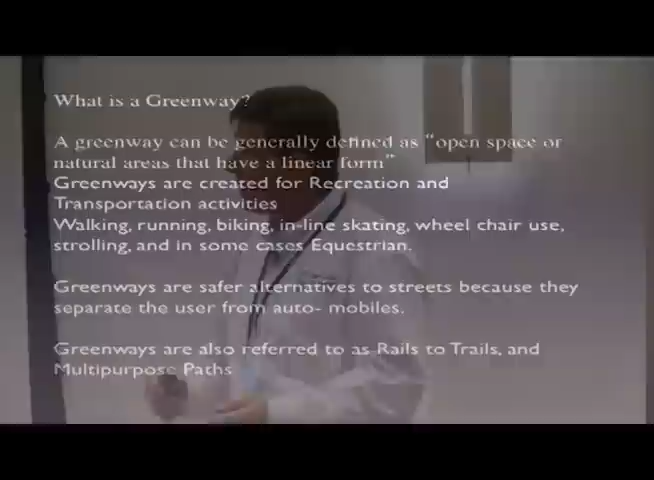 What is a Greenway?
A greenway can be generally defined as “open space or
natural areas that have a linear form”
Greenways are created for Recreation and
Transportation activities
Walking, running, biking, in-line skating, wheel chair use,
strolling, and in some cases Equestrian.
Greenways are safer alternatives to streets because they
separate the user from auto- mobiles.
Greenways are also referred to as Rails to Trails, and
Multipurpose Paths